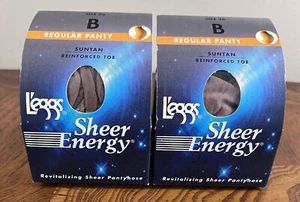 SIZE B
REGULAR PANTY
SUNTAN
REINFORCED TOE
L'eggs
Sheer
Energy®
Revitalizing Sheer Pantyhose
B
REGULAR PANTY
SUNTAN
REINFORCED TOE
L'eggs
Sheer
Energy®
Revitalizing Sheer Pantyhose